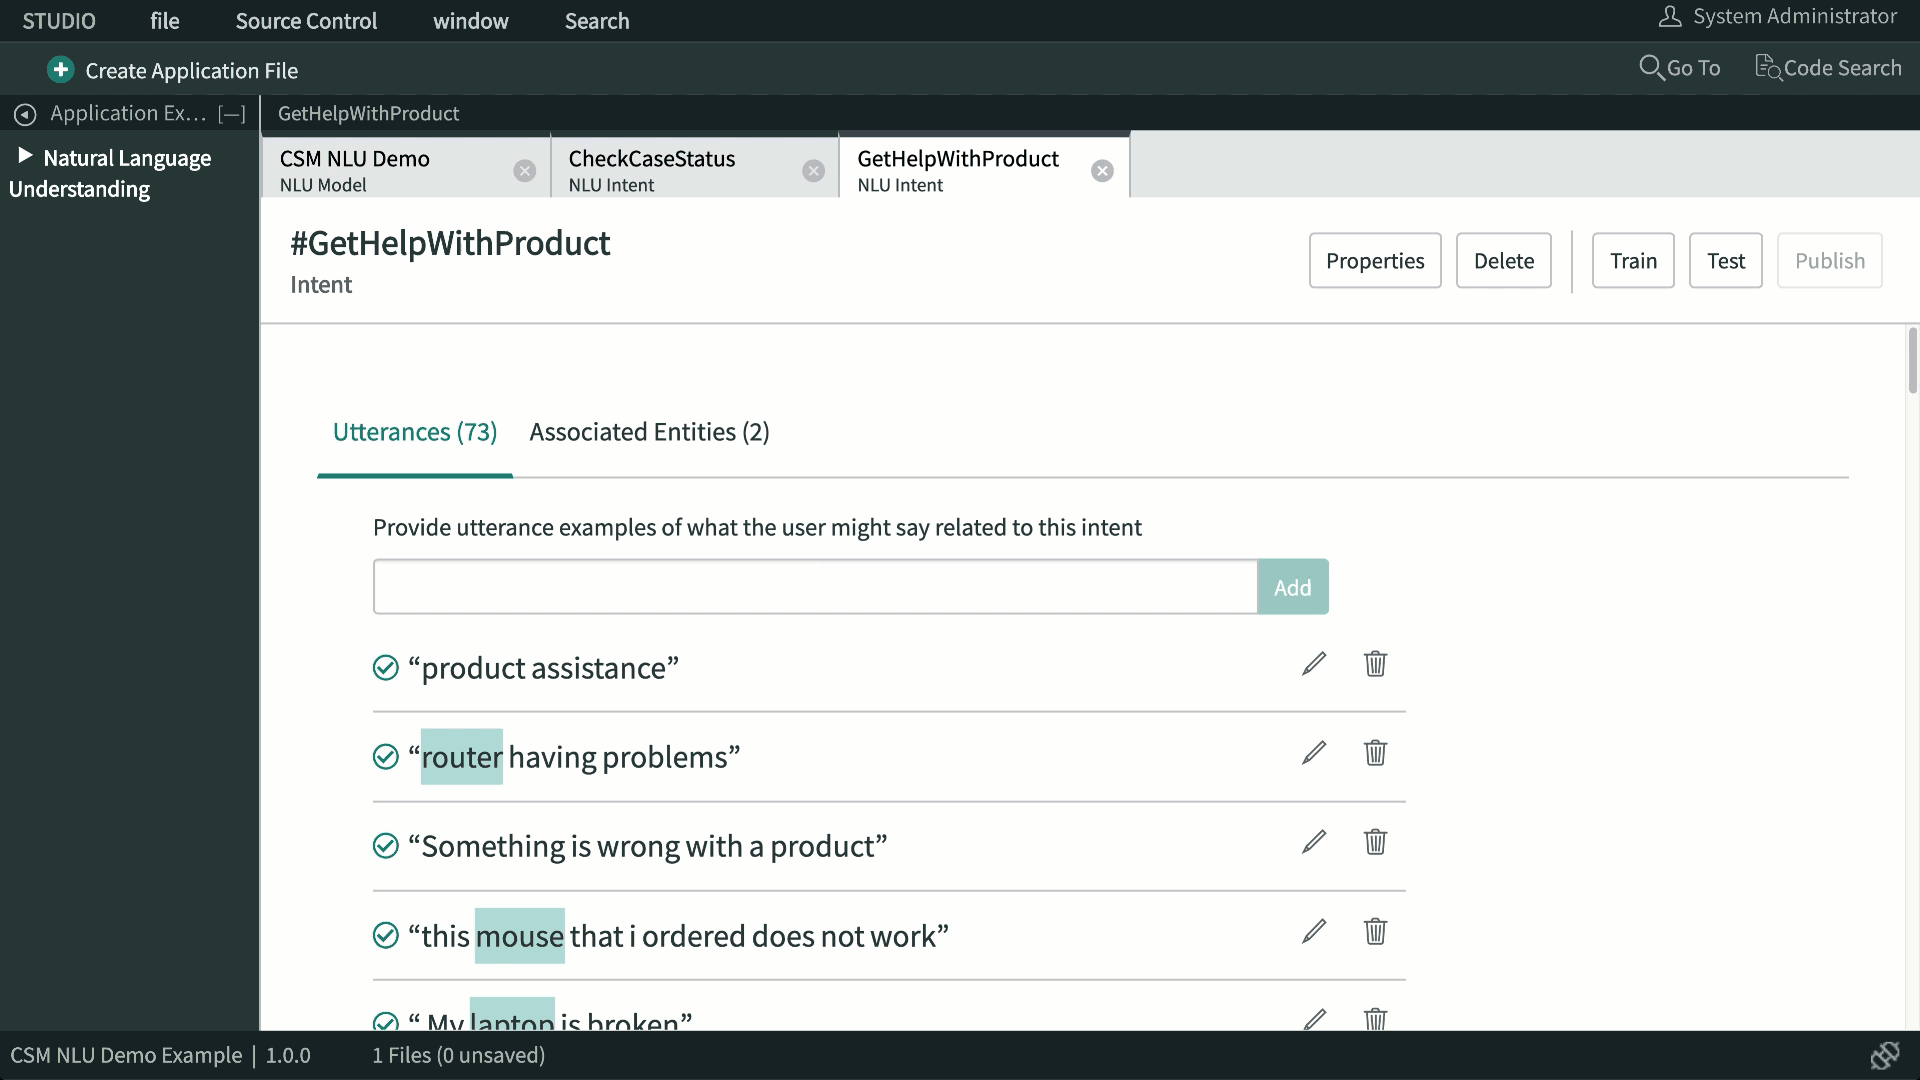 STUDIO file Source Control window Search System Administrator
Create Application File Go To Code Search
Application Ex... [—] GetHelpWithProduct
Natural Language
Understanding
CSM NLU Demo CheckCaseStatus GetHelpWithProduct
NLU Model NLU Intent NLU Intent
#GetHelpWithProduct
Intent
Properties Delete Train Test Publish
Utterances (73) Associated Entities (2)
Provide utterance examples of what the user might say related to this intent
Add
“product assistance”
“router having problems”
“Something is wrong with a product”
“this mouse that i ordered does not work”
“ My laptop is broken”
CSM NLU Demo Example | 1.0.0 1 Files (0 unsaved)